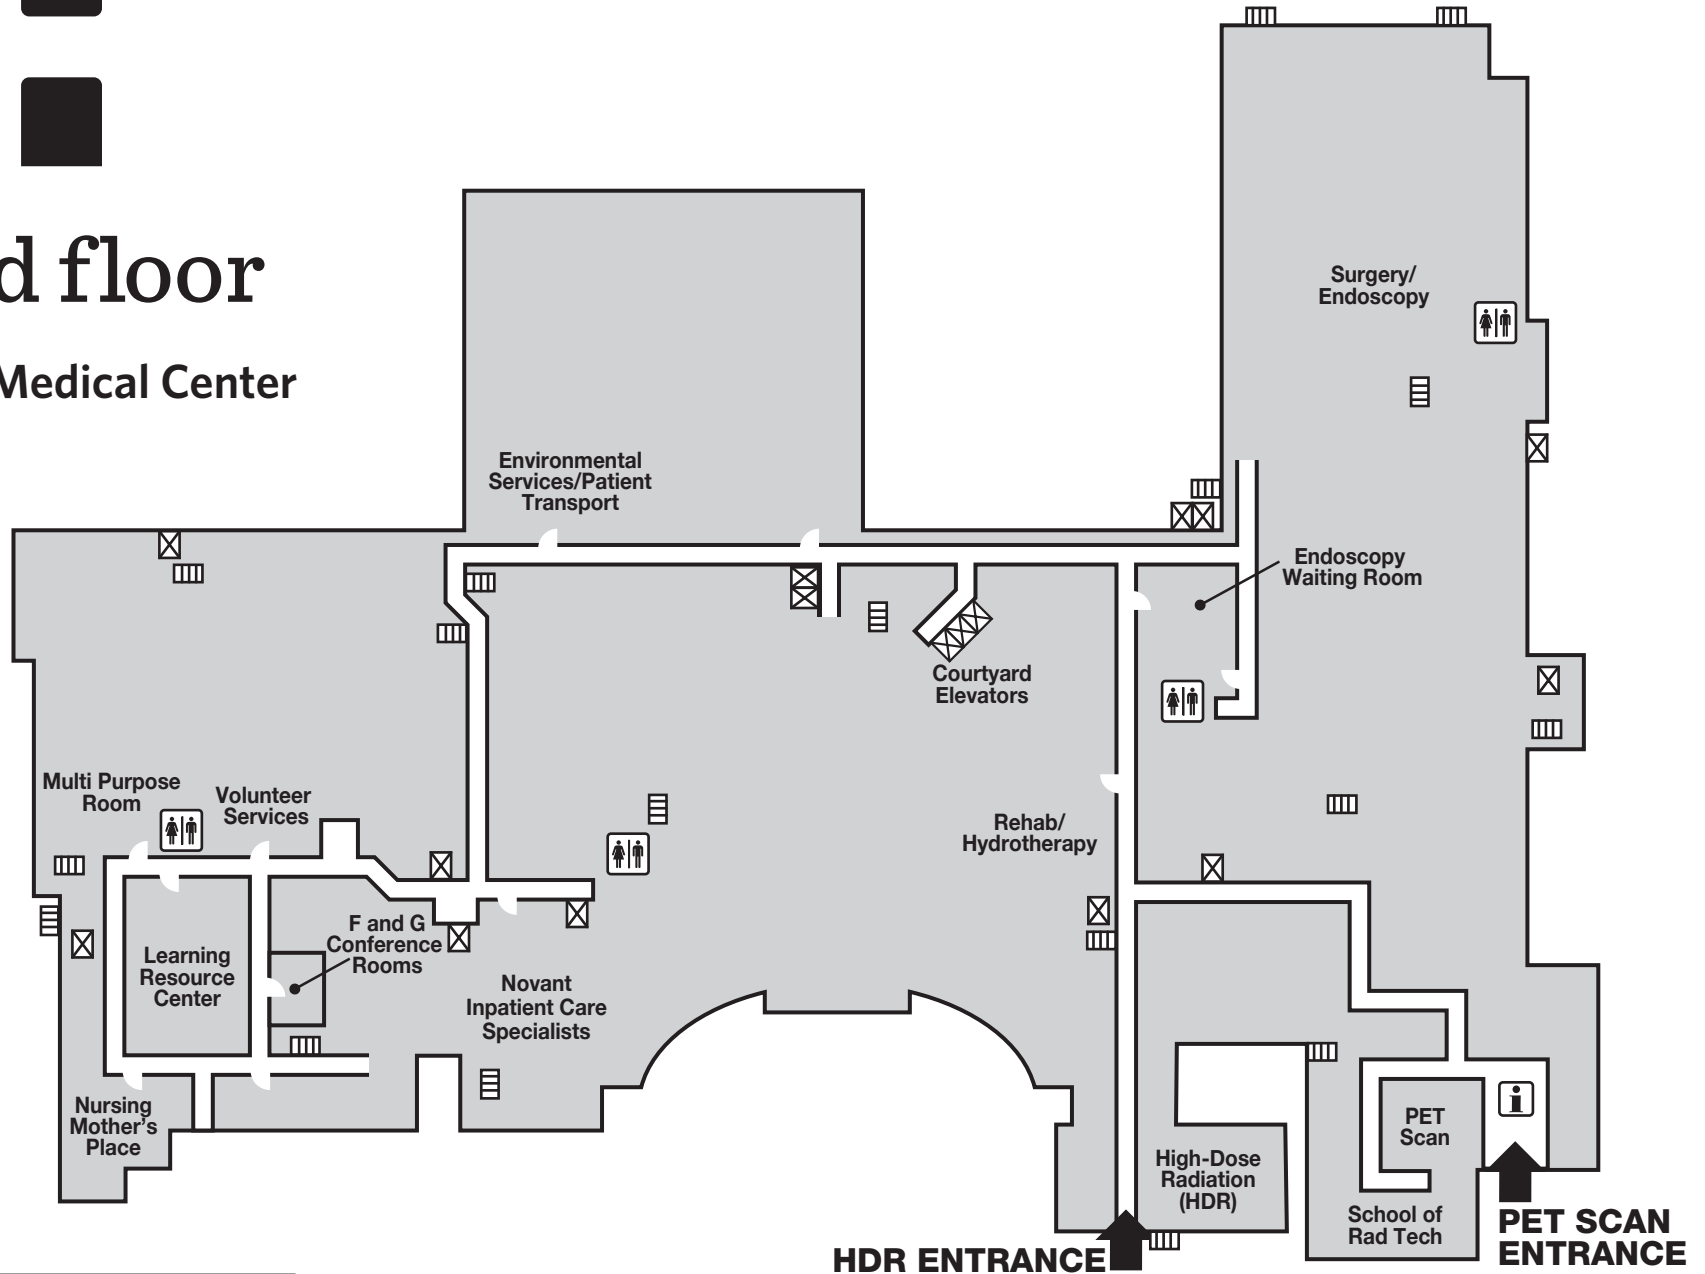 d floor
Medical Center
Surgery/
Endoscopy
Environmental
Services/Patient
Transport
Endoscopy
Waiting Room
Courtyard
Elevators
Multi Purpose
Room
Volunteer
Services
Rehab/
Hydrotherapy
F and G
Conference
Rooms
Learning
Resource
Center
Novant
Inpatient Care
Specialists
Nursing
Mother’s
Place
PET
Scan
i
High-Dose
Radiation
(HDR)
School of
Rad Tech
PET SCAN
ENTRANCE
HDR ENTRANCE